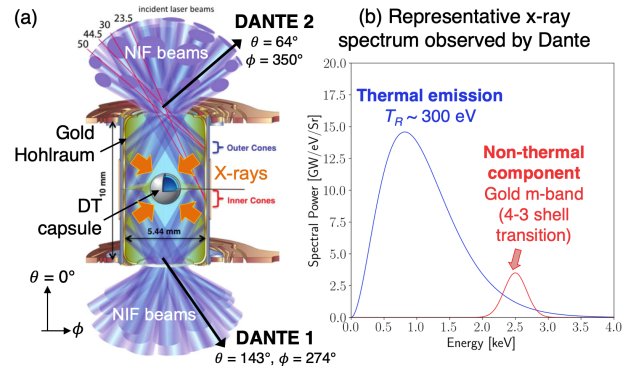 (a)
incident laser beams
23.5
30
44.5
50
NIF beams
DANTE 2
θ = 64°
ϕ = 350°
Gold
Hohlraum
Outer Cones
X-rays
10 mm
Inner Cones
DT
capsule
5.44 mm
θ = 0°
ϕ
NIF beams
DANTE 1
θ = 143°, ϕ = 274°
(b) Representative x-ray
spectrum observed by Dante
Thermal emission
T_R ~ 300 eV
Non-thermal
component
Gold m-band
(4-3 shell
transition)
Spectral Power [GW/eV/Sr]
20.0
17.5
15.0
12.5
10.0
7.5
5.0
2.5
0.0
0.0 0.5 1.0 1.5 2.0 2.5 3.0 3.5 4.0
Energy [keV]